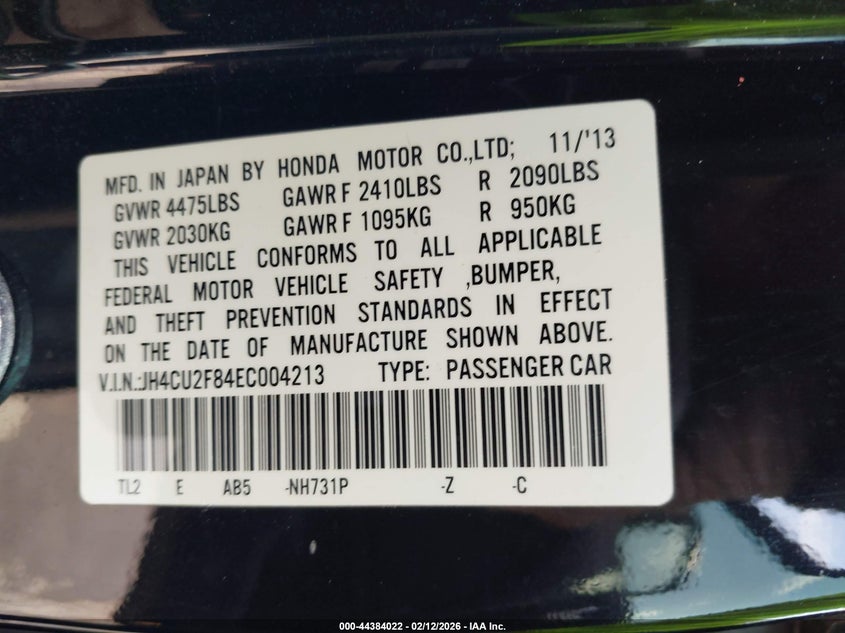 MFD. IN JAPAN BY HONDA MOTOR CO.,LTD; 11/'13
GVWR 4475LBS GAWR F 2410LBS R 2090LBS
GVWR 2030KG GAWR F 1095KG R 950KG
THIS VEHICLE CONFORMS TO ALL APPLICABLE
FEDERAL MOTOR VEHICLE SAFETY ,BUMPER,
AND THEFT PREVENTION STANDARDS IN EFFECT
ON THE DATE OF MANUFACTURE SHOWN ABOVE.
V.I.N.:JH4CU2F84EC004213 TYPE: PASSENGER CAR
TL2 E AB5 -NH731P -Z -C
000-44384022 - 02/12/2026 - IAA Inc.